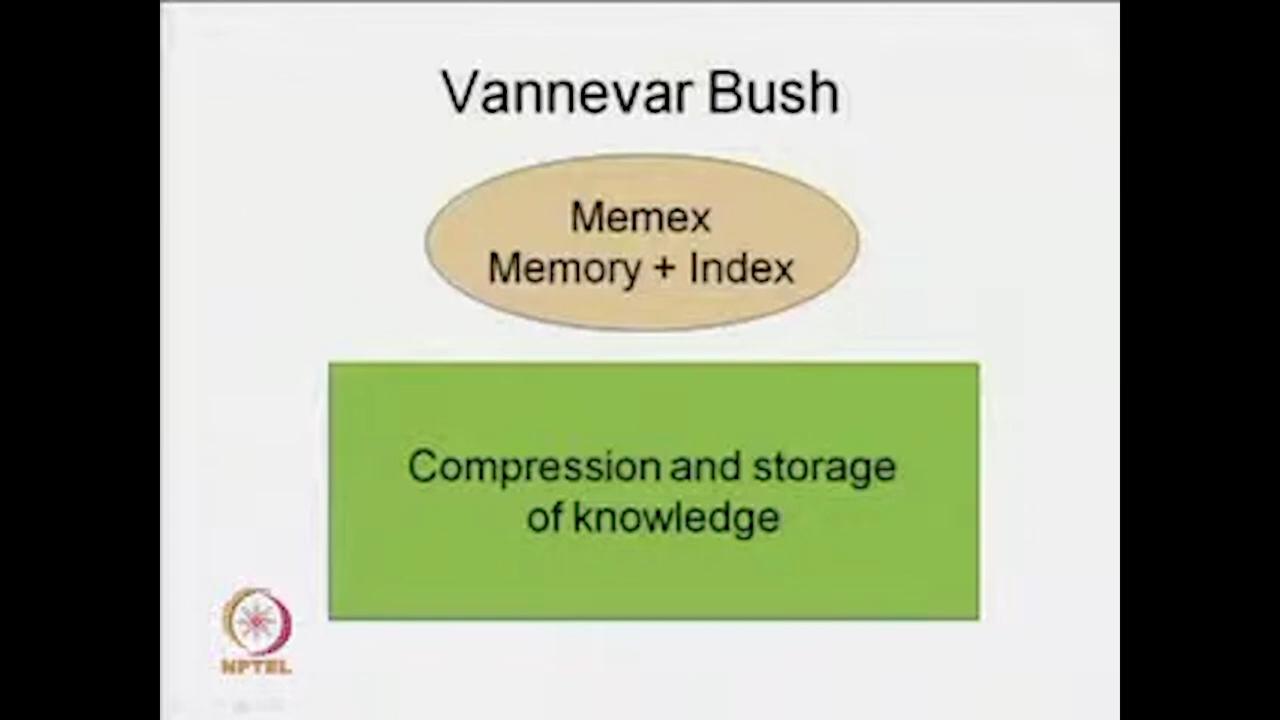 Vannevar Bush
Memex
Memory + Index
Compression and storage
of knowledge
NPTEL